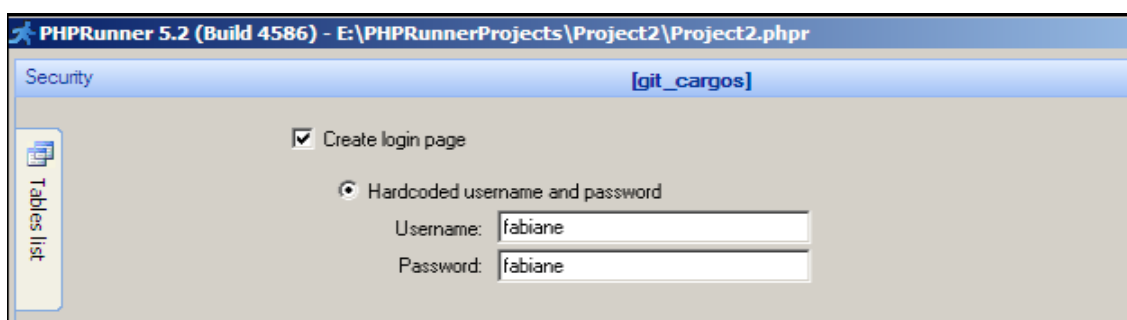 PHPRunner 5.2 (Build 4586) - E:\PHPRunnerProjects\Project2\Project2.phpr
Security [git_cargos]
Create login page
Tables list
Hardcoded username and password
Username: fabiane
Password: fabiane